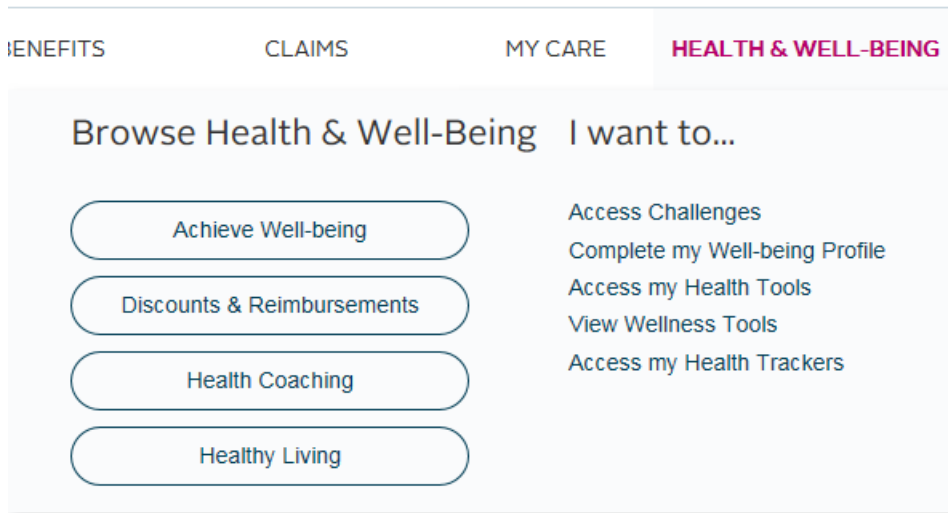 BENEFITS CLAIMS MY CARE HEALTH & WELL-BEING
Browse Health & Well-Being
Achieve Well-being
Discounts & Reimbursements
Health Coaching
Healthy Living
I want to...
Access Challenges
Complete my Well-being Profile
Access my Health Tools
View Wellness Tools
Access my Health Trackers